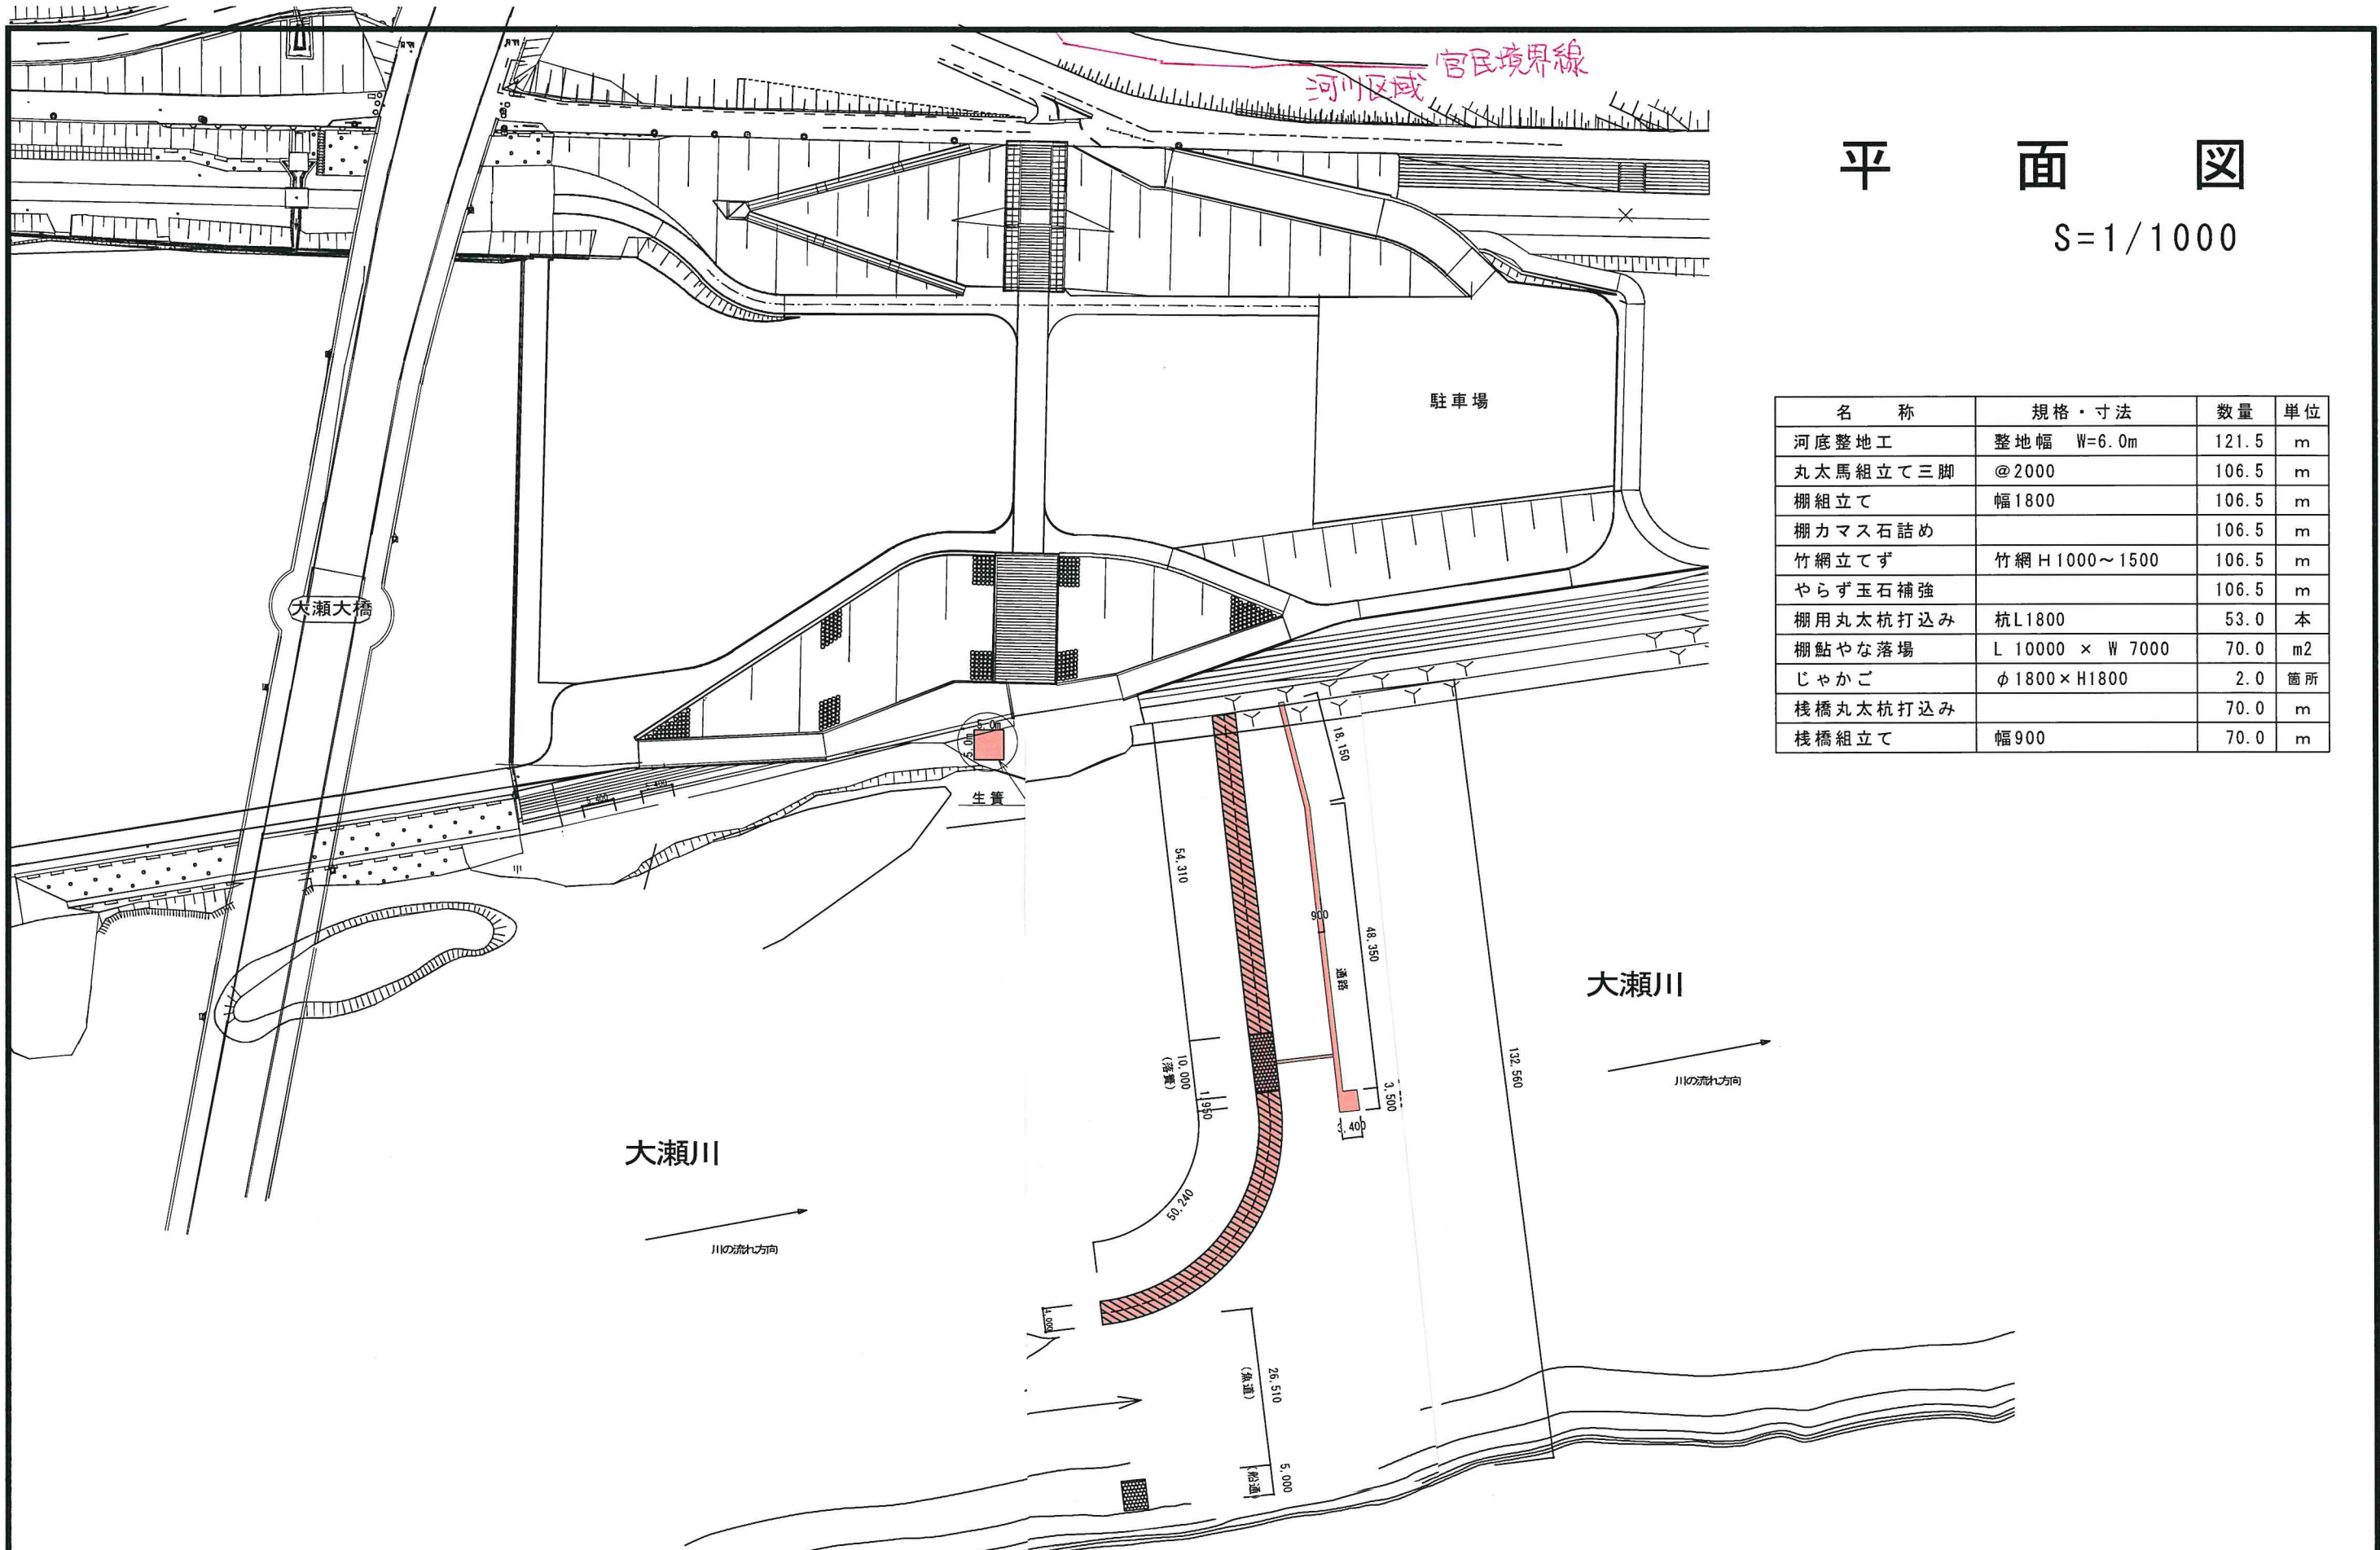 官民境界線
河川区域
平面図
S=1/1000
駐車場
名称 規格・寸法 数量 単位
河底整地工 整地幅 W=6.0m 121.5 m
丸太馬組立て三脚 @2000 106.5 m
棚組立て 幅1800 106.5 m
棚カマス石詰め 106.5 m
竹網立てず 竹網H1000~1500 106.5 m
やらず玉石補強 106.5 m
棚用丸太杭打込み 杭L1800 53.0 本
棚鮎やな落場 L 10000 × W 7000 70.0 m2
じゃかご φ1800×H1800 2.0 箇所
桟橋丸太杭打込み 70.0 m
桟橋組立て 幅900 70.0 m
大瀬大橋
5.0m
5.0m
生簀
18,150
54,310
900
48,350
通路
大瀬川
川の流れ方向
132,560
10,000
(落簀)
1,950
3,500
3,400
大瀬川
川の流れ方向
50,240
4,000
26,510
(魚道)
5,000
(船通)